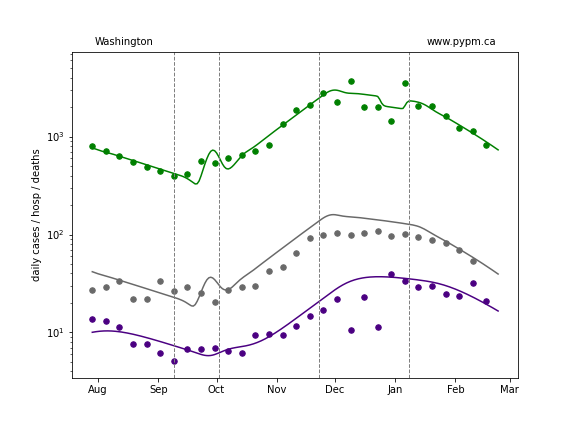 Washington
www.pypm.ca
daily cases / hosp / deaths
10³
10²
10¹
Aug
Sep
Oct
Nov
Dec
Jan
Feb
Mar